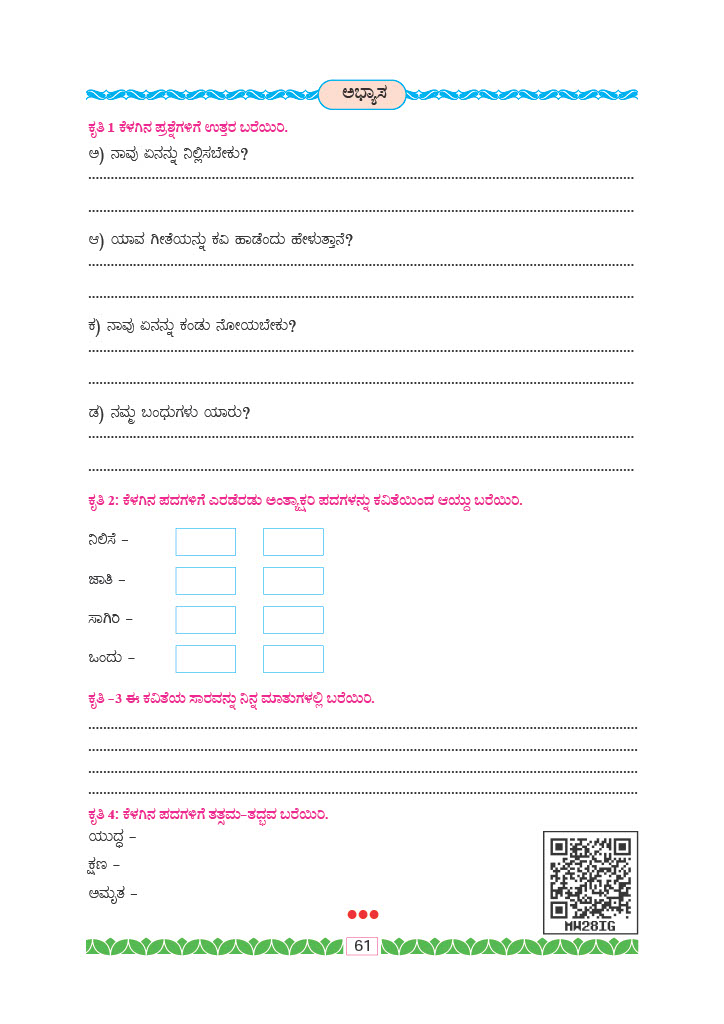 ಅಭ್ಯಾಸ
ಕೃತಿ 1 ಕೆಳಗಿನ ಪ್ರಶ್ನೆಗಳಿಗೆ ಉತ್ತರ ಬರೆಯಿರಿ.
ಅ) ನಾವು ಏನನ್ನು ನಿಲ್ಲಿಸಬೇಕು?
ಆ) ಯಾವ ಗೀತೆಯನ್ನು ಕವಿ ಹಾಡೆಂದು ಹೇಳುತ್ತಾನೆ?
ಕ) ನಾವು ಏನನ್ನು ಕಂಡು ನೋಯಬೇಕು?
ಡ) ನಮ್ಮ ಬಂಧುಗಳು ಯಾರು?
ಕೃತಿ 2: ಕೆಳಗಿನ ಪದಗಳಿಗೆ ಎರಡೆರಡು ಅಂತ್ಯಾಕ್ಷರಿ ಪದಗಳನ್ನು ಕವಿತೆಯಿಂದ ಆಯ್ದು ಬರೆಯಿರಿ.
ನಿಲಿಸೆ –
ಜಾತಿ –
ಸಾಗಿರಿ –
ಒಂದು –
ಕೃತಿ –3 ಈ ಕವಿತೆಯ ಸಾರವನ್ನು ನಿನ್ನ ಮಾತುಗಳಲ್ಲಿ ಬರೆಯಿರಿ.
ಕೃತಿ 4: ಕೆಳಗಿನ ಪದಗಳಿಗೆ ತತ್ಸಮ–ತದ್ಭವ ಬರೆಯಿರಿ.
ಯುದ್ಧ –
ಕ್ಷಣ –
ಅಮೃತ –
MW28IG
61